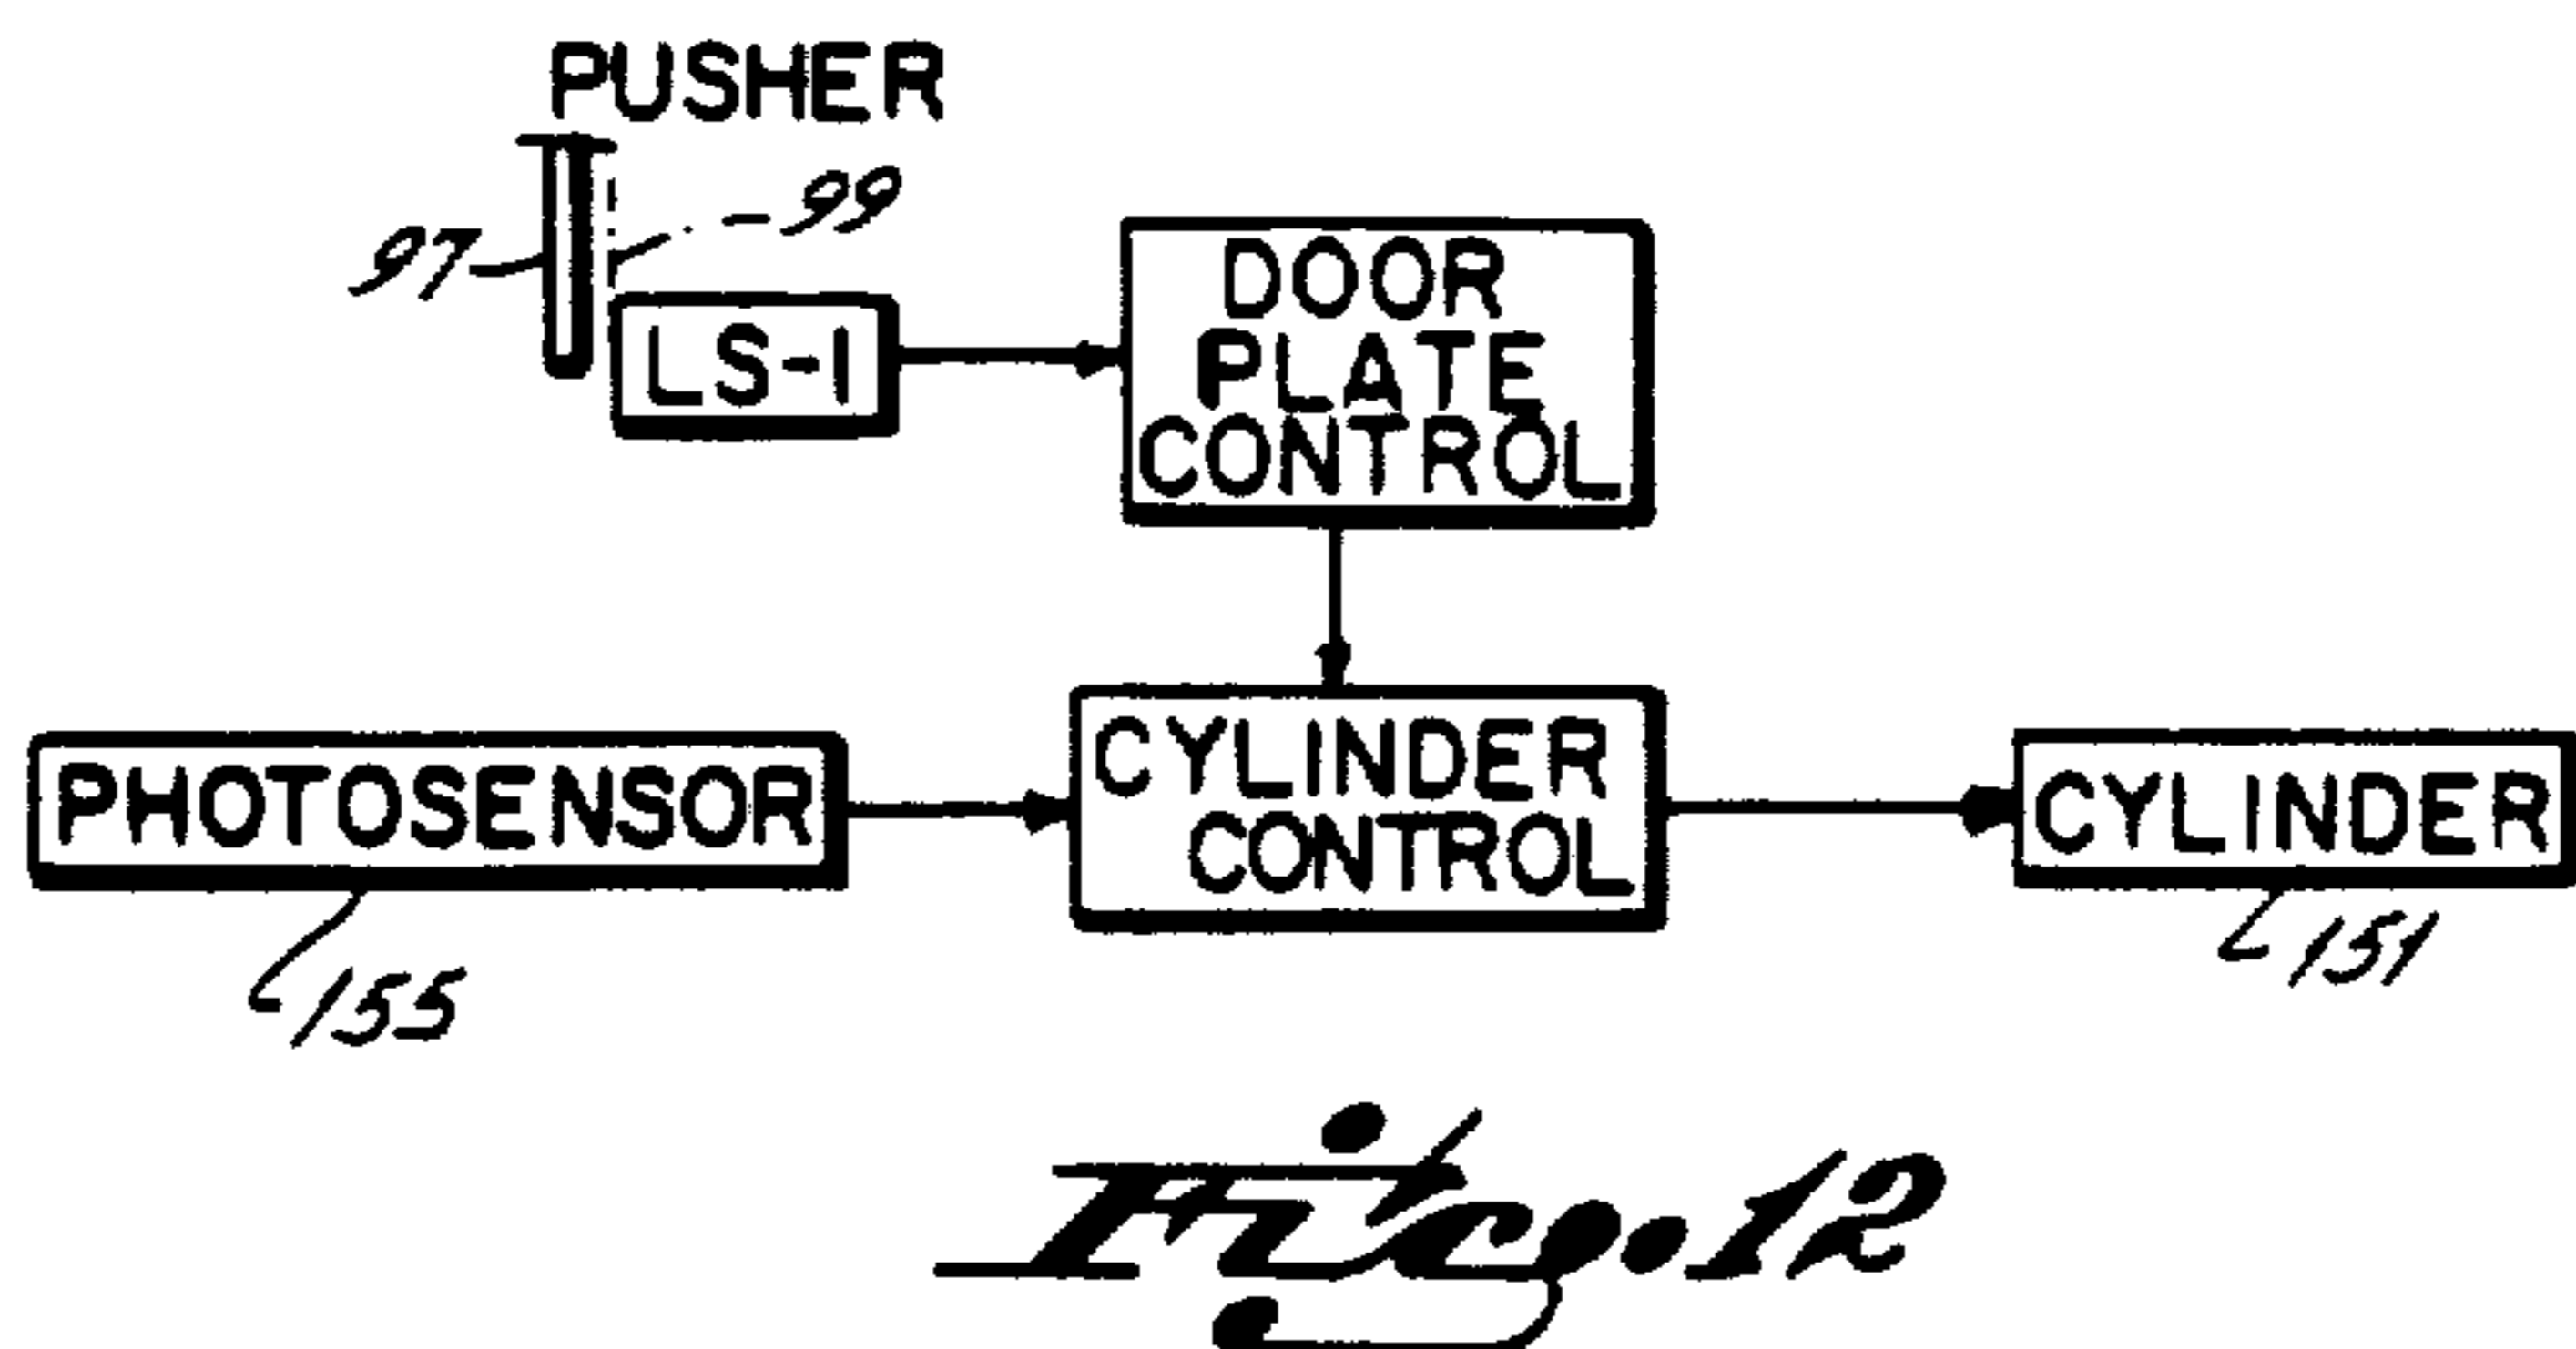 PUSHER
97
99
LS-1
DOOR
PLATE
CONTROL
PHOTOSENSOR
CYLINDER
CONTROL
CYLINDER
155
151
Fig. 12